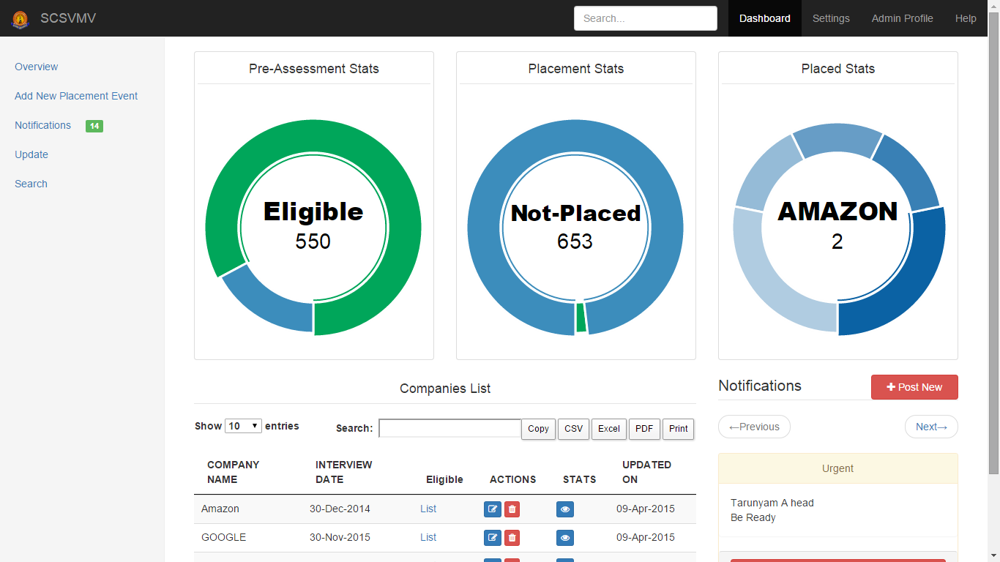 SCSVMV
Search...
Dashboard
Settings
Admin Profile
Help
Overview
Add New Placement Event
Notifications 14
Update
Search
Pre-Assessment Stats
Eligible
550
Placement Stats
Not-Placed
653
Placed Stats
AMAZON
2
Companies List
Show 10 entries
Search:
Copy
CSV
Excel
PDF
Print
COMPANY NAME
INTERVIEW DATE
Eligible
ACTIONS
STATS
UPDATED ON
Amazon 30-Dec-2014 List 09-Apr-2015
GOOGLE 30-Nov-2015 List 09-Apr-2015
Notifications
Post New
←Previous
Next→
Urgent
Tarunyam A head
Be Ready